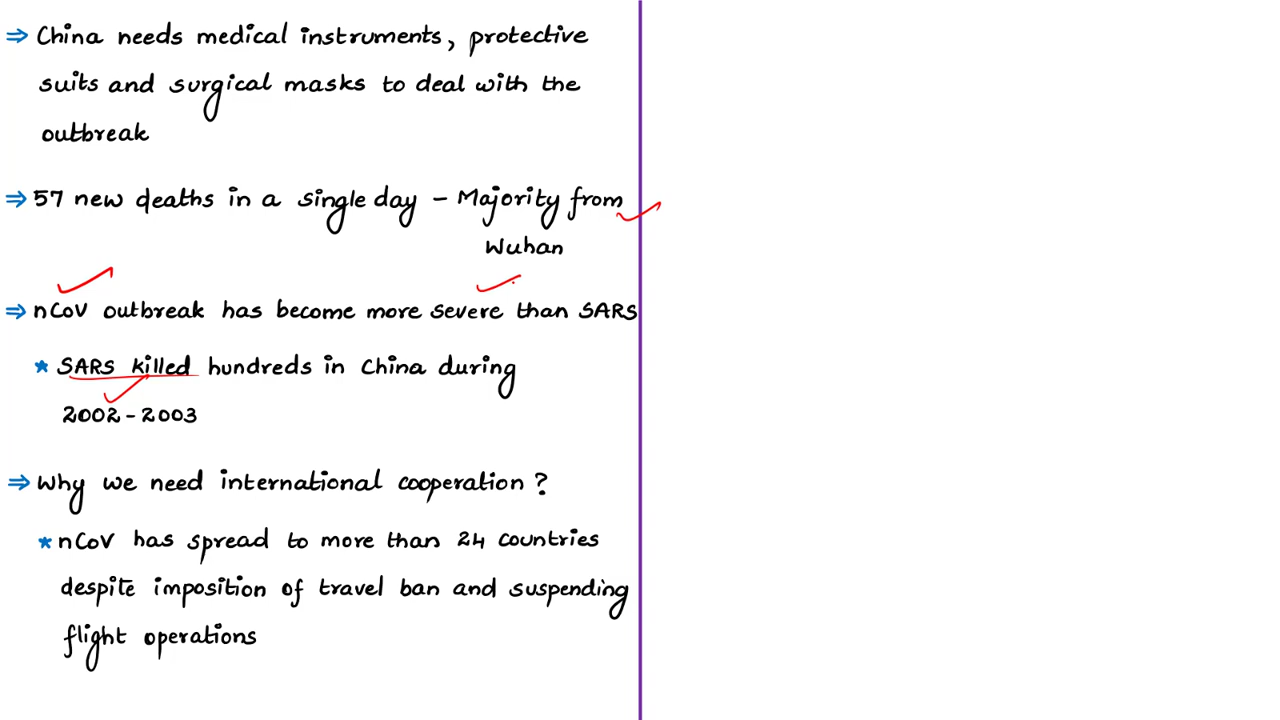 ⇒ China needs medical instruments, protective
suits and surgical masks to deal with the
outbreak
⇒ 57 new deaths in a single day - Majority from
Wuhan
⇒ nCoV outbreak has become more severe than SARS
* SARS killed hundreds in China during
2002-2003
⇒ Why we need international cooperation?
* nCoV has spread to more than 24 countries
despite imposition of travel ban and suspending
flight operations